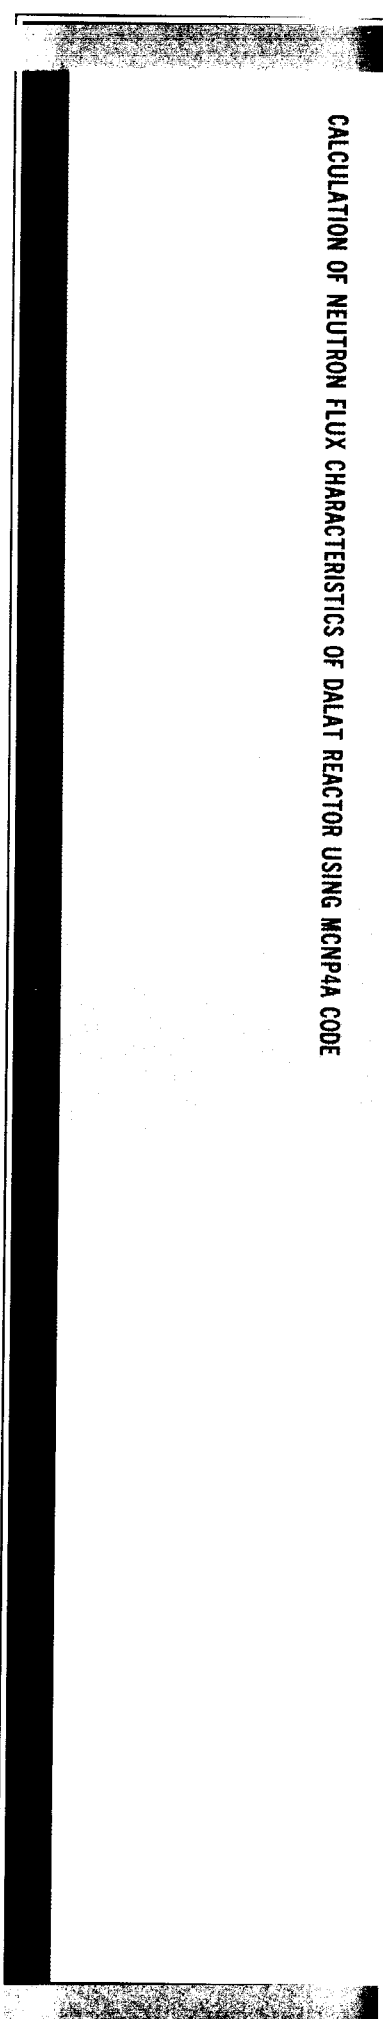 CALCULATION OF NEUTRON FLUX CHARACTERISTICS OF DALAT REACTOR USING MCNP4A CODE